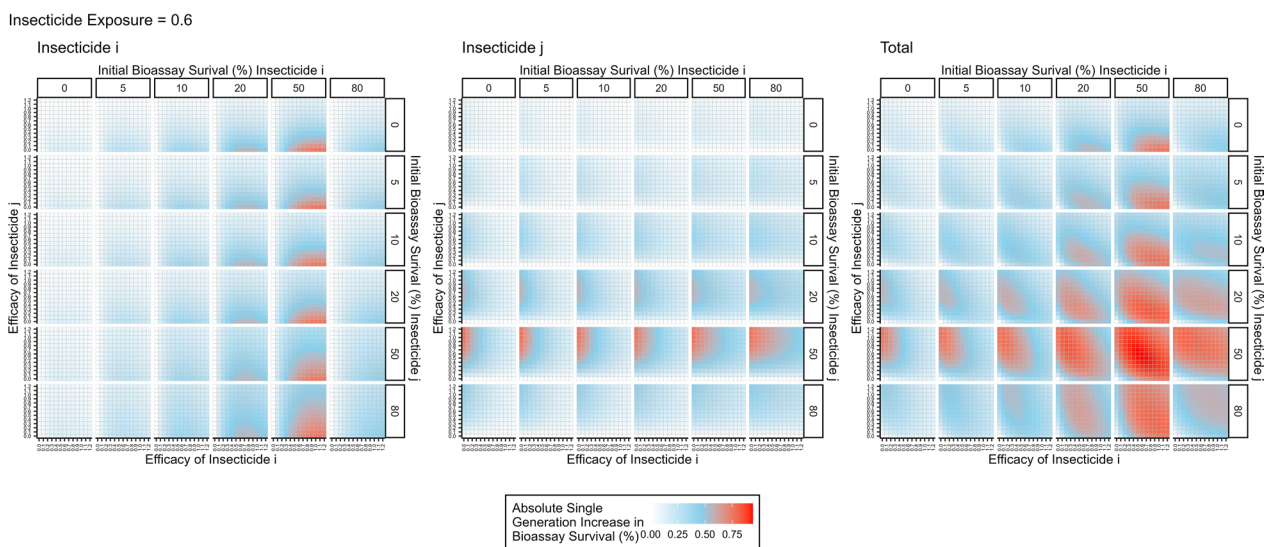 Insecticide Exposure = 0.6
Insecticide i
Insecticide j
Total
Initial Bioassay Surival (%) Insecticide i
Initial Bioassay Surival (%) Insecticide i
Initial Bioassay Surival (%) Insecticide i
0 5 10 20 50 80
0 5 10 20 50 80
0 5 10 20 50 80
Efficacy of Insecticide j
0 5 10 20 50 80
Initial Bioassay Survival (%) Insecticide j
Efficacy of Insecticide j
0 5 10 20 50 80
Initial Bioassay Survival (%) Insecticide j
Efficacy of Insecticide j
0 5 10 20 50 80
Initial Bioassay Survival (%) Insecticide j
Efficacy of Insecticide i
Efficacy of Insecticide i
Efficacy of Insecticide i
Absolute Single
Generation Increase in
Bioassay Survival (%)
0.00 0.25 0.50 0.75